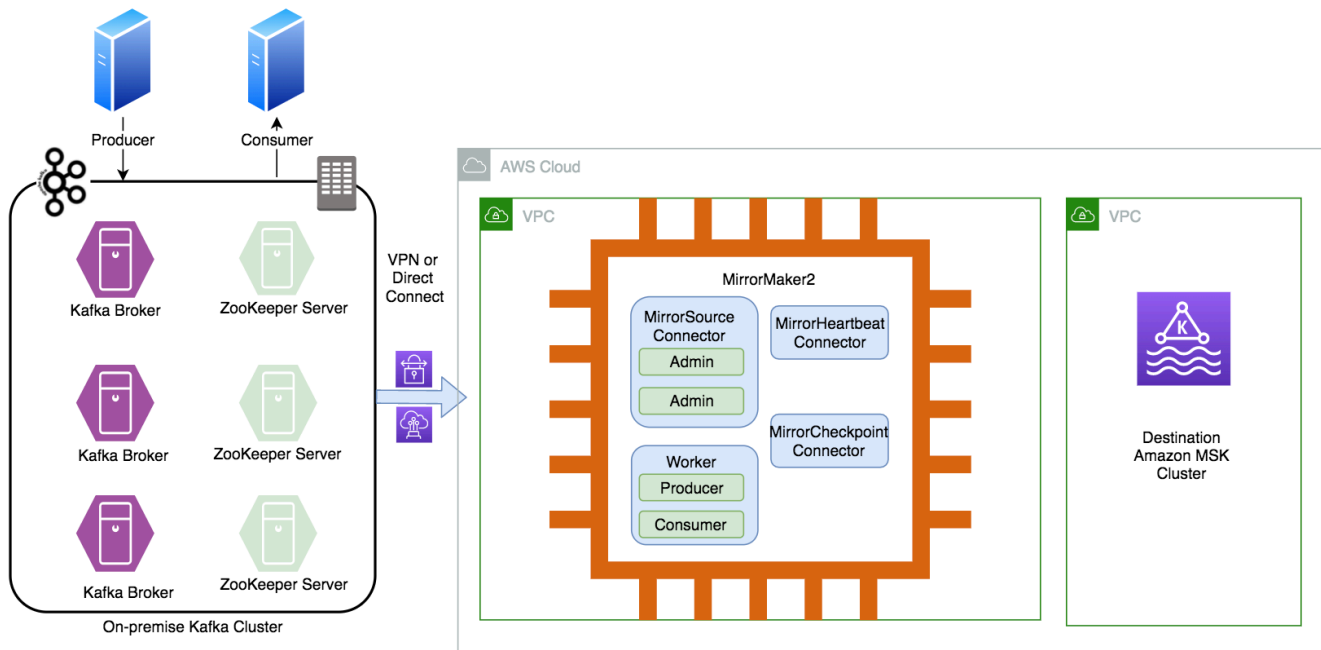 Producer
Consumer
AWS Cloud
VPC
VPC
Kafka Broker
ZooKeeper Server
Kafka Broker
ZooKeeper Server
Kafka Broker
ZooKeeper Server
On-premise Kafka Cluster
VPN or
Direct
Connect
MirrorMaker2
MirrorSource
Connector
Admin
Admin
MirrorHeartbeat
Connector
MirrorCheckpoint
Connector
Worker
Producer
Consumer
K
Destination
Amazon MSK
Cluster